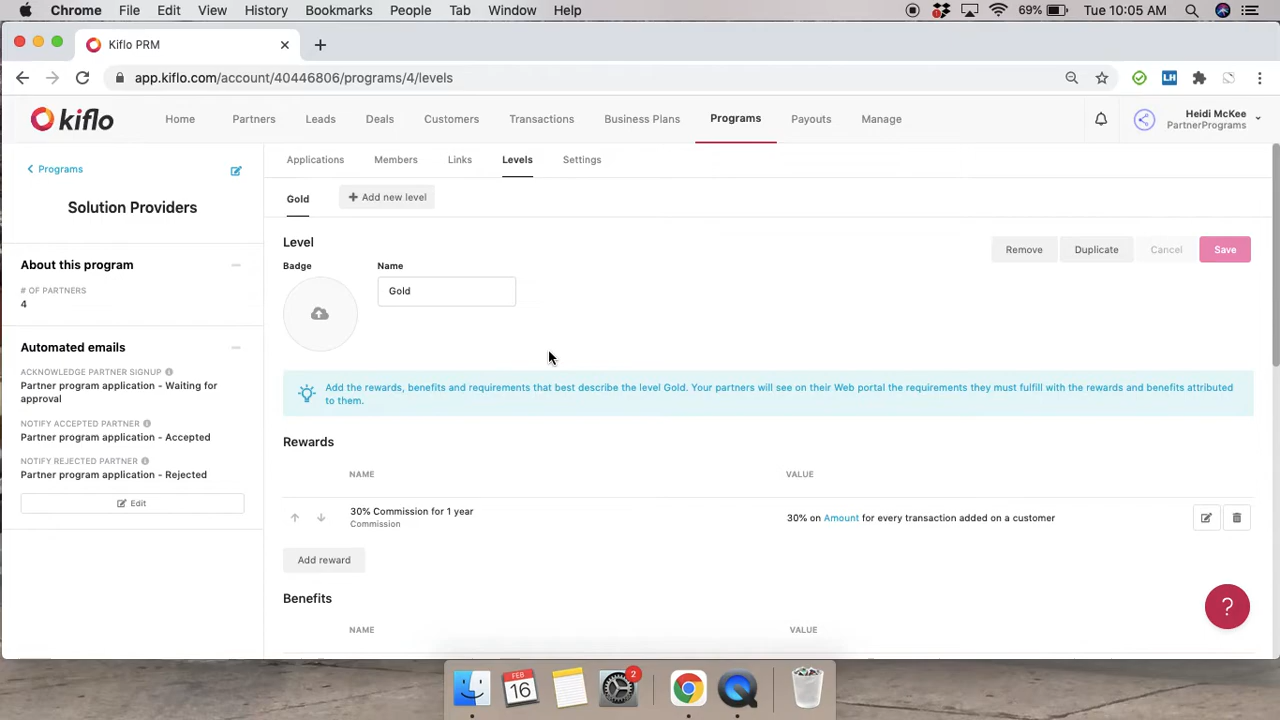 Chrome File Edit View History Bookmarks People Tab Window Help 69% Tue 10:05 AM
Kiflo PRM
app.kiflo.com/account/40446806/programs/4/levels
LH
kiflo Home Partners Leads Deals Customers Transactions Business Plans Programs Payouts Manage
Heidi McKee
PartnerPrograms
Programs
Applications Members Links Levels Settings
Gold Add new level
Solution Providers
Level
Remove Duplicate Cancel Save
Badge Name
Gold
About this program
# OF PARTNERS
4
Automated emails
ACKNOWLEDGE PARTNER SIGNUP
Partner program application - Waiting for
approval
NOTIFY ACCEPTED PARTNER
Partner program application - Accepted
NOTIFY REJECTED PARTNER
Partner program application - Rejected
Edit
Add the rewards, benefits and requirements that best describe the level Gold. Your partners will see on their Web portal the requirements they must fulfill with the rewards and benefits attributed
to them.
Rewards
NAME VALUE
30% Commission for 1 year
Commission
30% on Amount for every transaction added on a customer
Add reward
Benefits
NAME VALUE
?
FEB
16
2